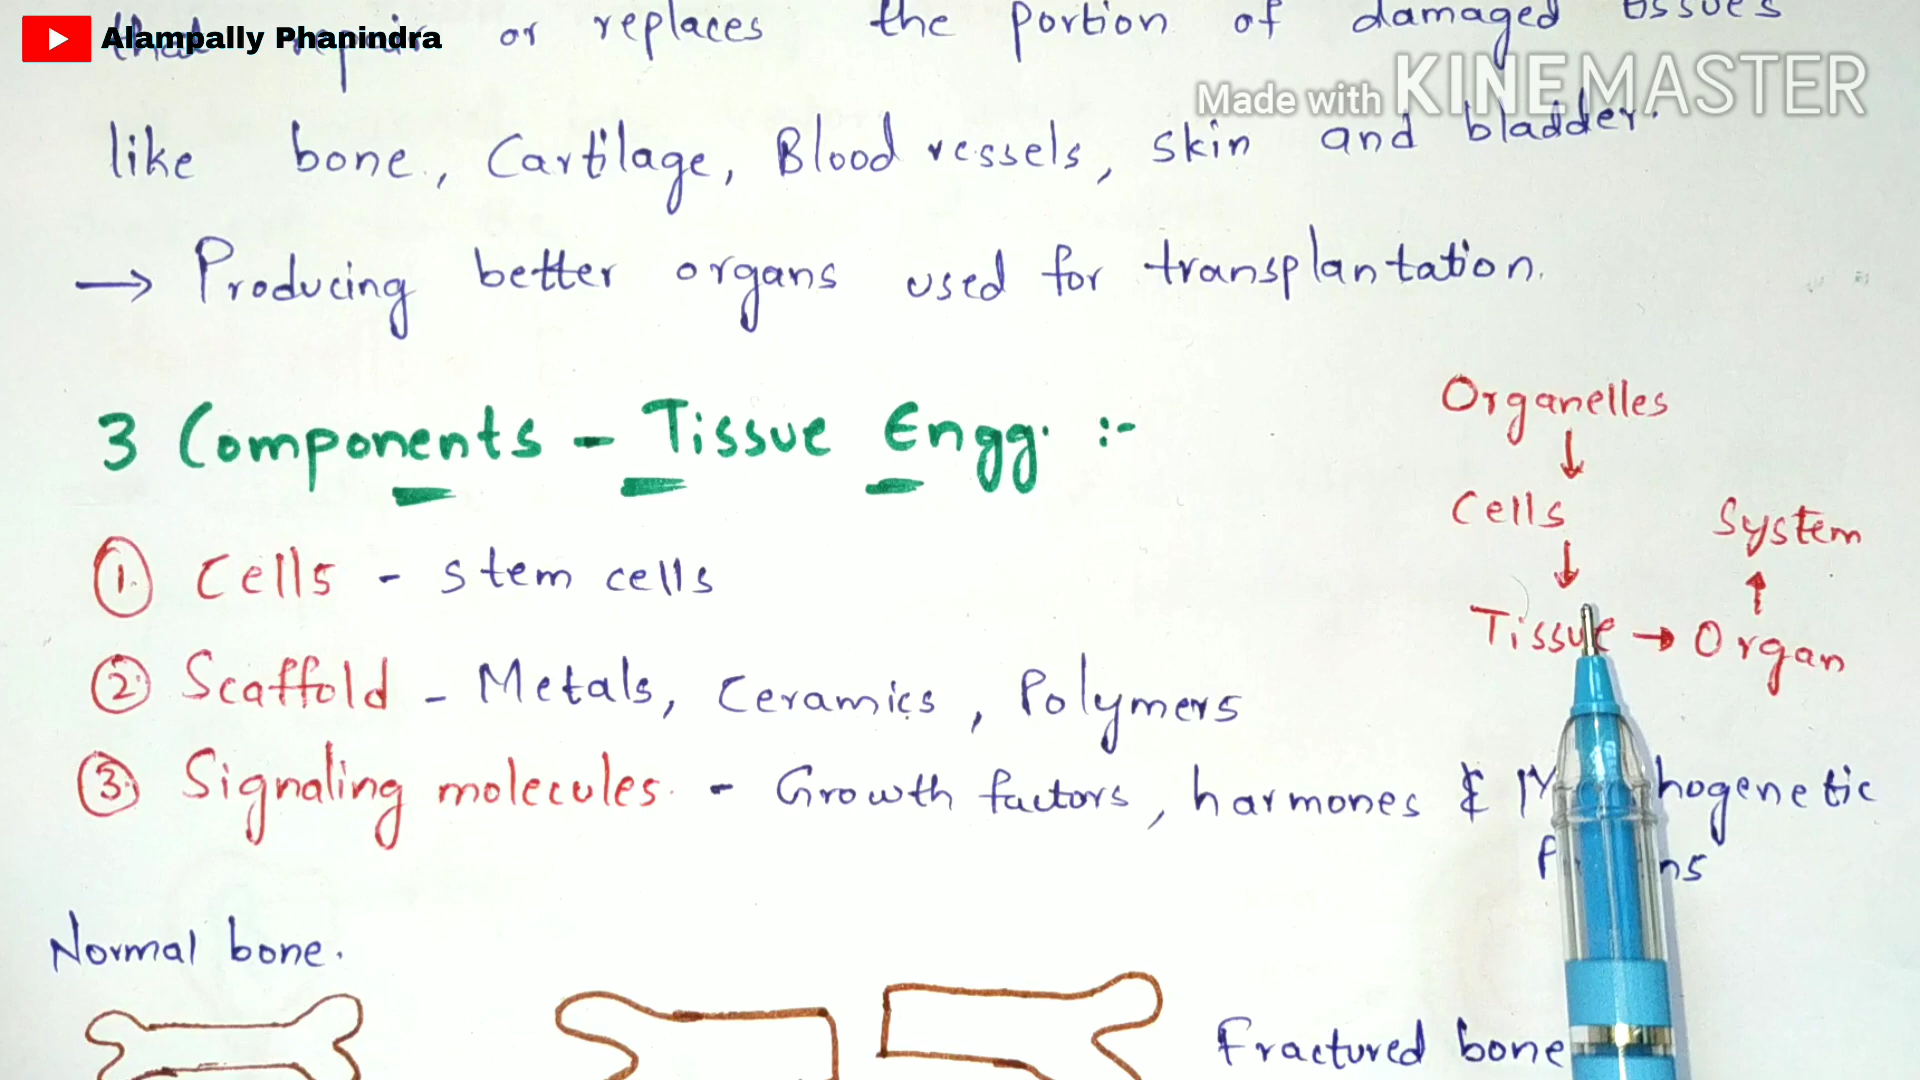 Alampally Phanindra
or replaces the portion of damaged tissues
Made with KINEMASTER
like bone, Cartilage, Blood vessels, skin and bladder.
→ Producing better organs used for transplantation.
3 Components - Tissue Engg. :-
Organelles
↓
Cells
↓
Tissue → Organ
↑
System
1. Cells - stem cells
2. Scaffold - Metals, Ceramics, Polymers
3. Signaling molecules. - Growth factors, harmones &
Normal bone.
Fractured bone